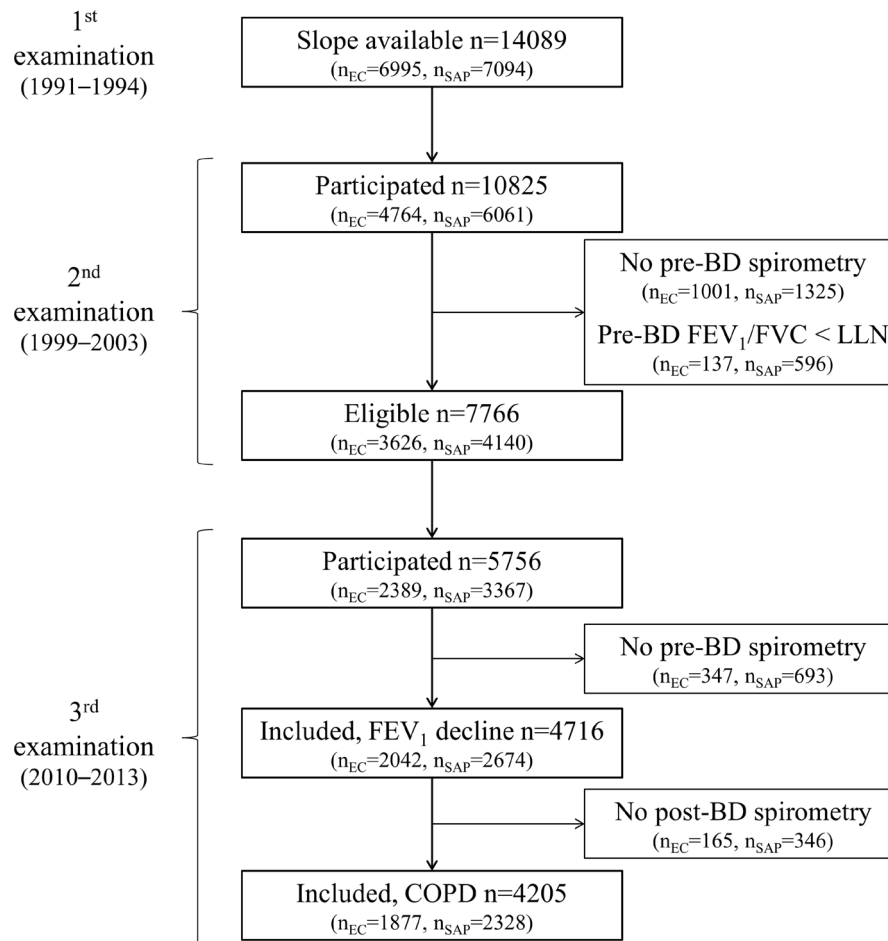 1st
examination
(1991–1994)
Slope available n=14089
(nEC=6995, nSAP=7094)
Participated n=10825
(nEC=4764, nSAP=6061)
2nd
examination
(1999–2003)
No pre-BD spirometry
(nEC=1001, nSAP=1325)
Pre-BD FEV1/FVC < LLN
(nEC=137, nSAP=596)
Eligible n=7766
(nEC=3626, nSAP=4140)
Participated n=5756
(nEC=2389, nSAP=3367)
No pre-BD spirometry
(nEC=347, nSAP=693)
3rd
examination
(2010–2013)
Included, FEV1 decline n=4716
(nEC=2042, nSAP=2674)
No post-BD spirometry
(nEC=165, nSAP=346)
Included, COPD n=4205
(nEC=1877, nSAP=2328)